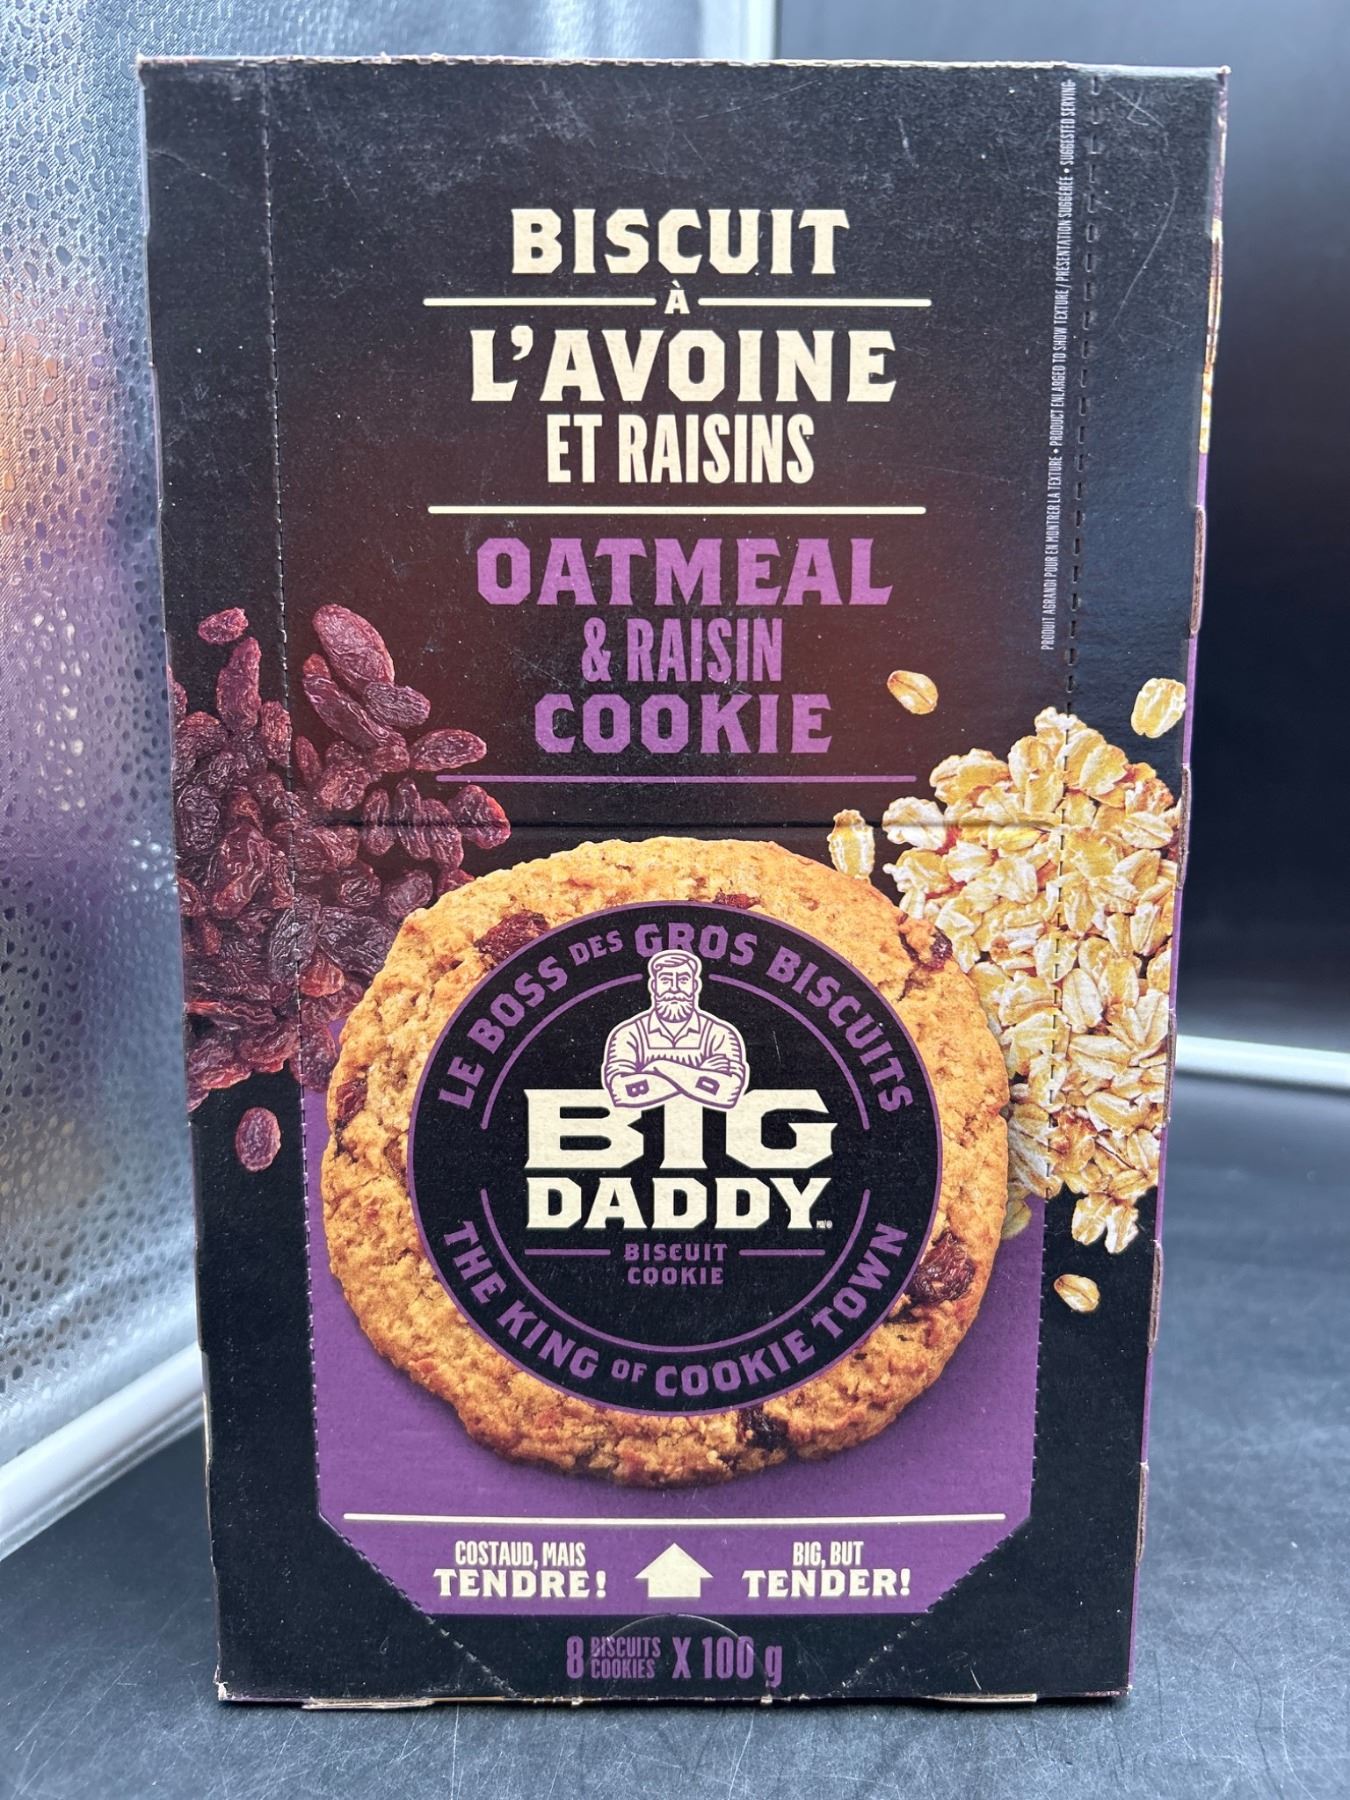 BISCUIT
À
L'AVOINE
ET RAISINS
OATMEAL
& RAISIN
COOKIE
PRODUIT AGRANDI POUR EN MONTRER LA TEXTURE • PRODUCT ENLARGED TO SHOW TEXTURE / PRÉSENTATION SUGGÉRÉE • SUGGESTED SERVING
LE BOSS DES GROS BISCUITS
B D
BIG
DADDY
BISCUIT
COOKIE
THE KING OF COOKIE TOWN
COSTAUD, MAIS
TENDRE!
BIG, BUT
TENDER!
8 BISCUITS COOKIES X 100 g